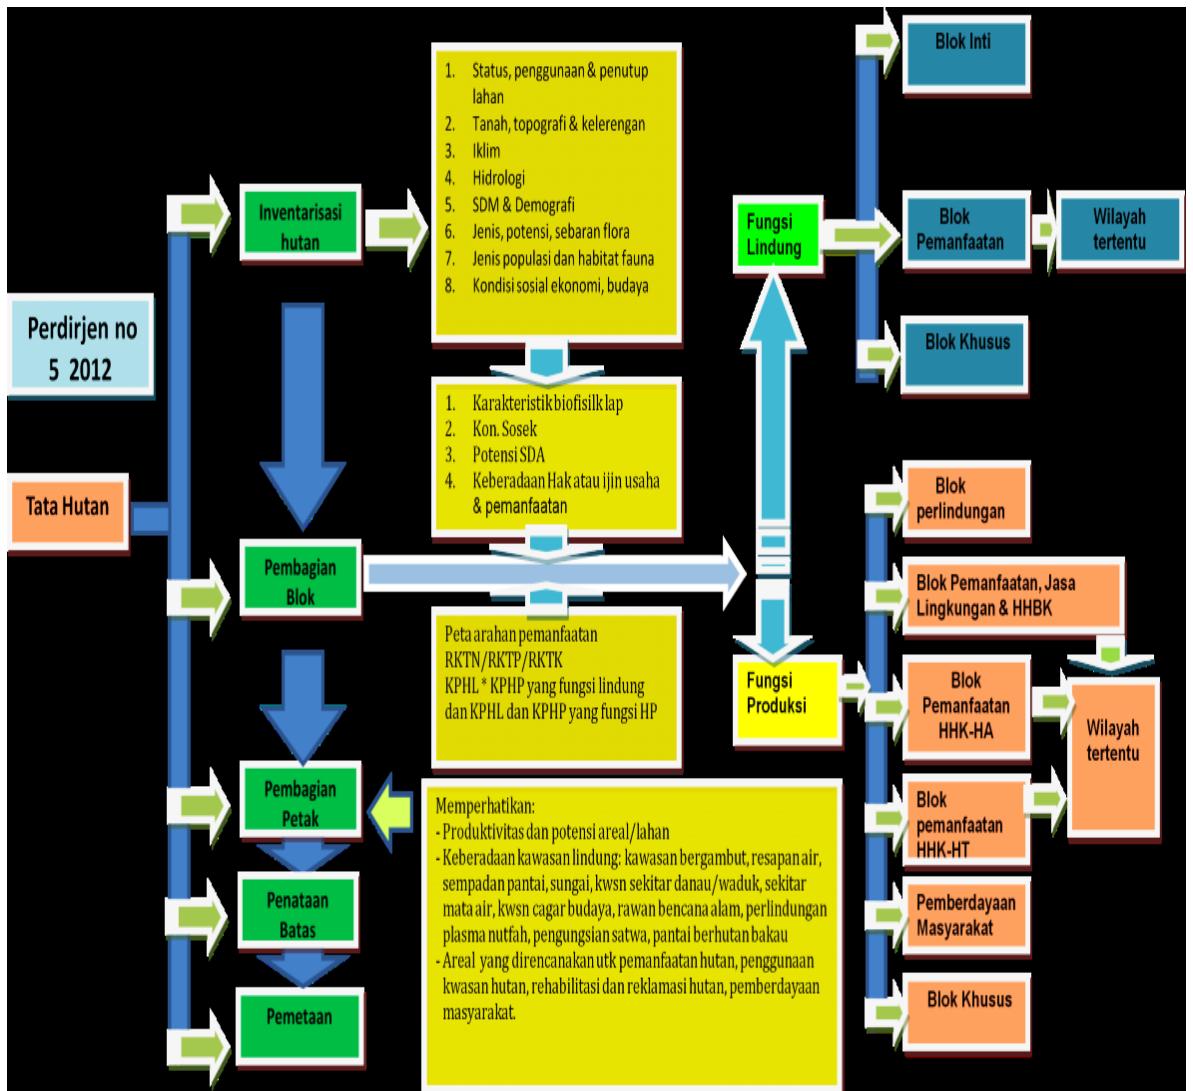 Perdirjen no
5 2012
Tata Hutan
Inventarisasi
hutan
Pembagian
Blok
Pembagian
Petak
Penataan
Batas
Pemetaan
1. Status, penggunaan & penutup
lahan
2. Tanah, topografi & kelerengan
3. Iklim
4. Hidrologi
5. SDM & Demografi
6. Jenis, potensi, sebaran flora
7. Jenis populasi dan habitat fauna
8. Kondisi sosial ekonomi, budaya
1. Karakteristik biofisilk lap
2. Kon. Sosek
3. Potensi SDA
4. Keberadaan Hak atau ijin usaha
& pemanfaatan
Peta arahan pemanfaatan
RKTN/RKTP/RKTK
KPHL * KPHP yang fungsi lindung
dan KPHL dan KPHP yang fungsi HP
Memperhatikan:
- Produktivitas dan potensi areal/lahan
- Keberadaan kawasan lindung: kawasan bergambut, resapan air,
sempadan pantai, sungai, kwsn sekitar danau/waduk, sekitar
mata air, kwsn cagar budaya, rawan bencana alam, perlindungan
plasma nutfah, pengungsian satwa, pantai berhutan bakau
- Areal yang direncanakan utk pemanfaatan hutan, penggunaan
kwasan hutan, rehabilitasi dan reklamasi hutan, pemberdayaan
masyarakat.
Fungsi
Lindung
Blok Inti
Blok
Pemanfaatan
Wilayah
tertentu
Blok Khusus
Fungsi
Produksi
Blok
perlindungan
Blok Pemanfaatan, Jasa
Lingkungan & HHBK
Blok
Pemanfaatan
HHK-HA
Blok
pemanfaatan
HHK-HT
Wilayah
tertentu
Pemberdayaan
Masyarakat
Blok Khusus